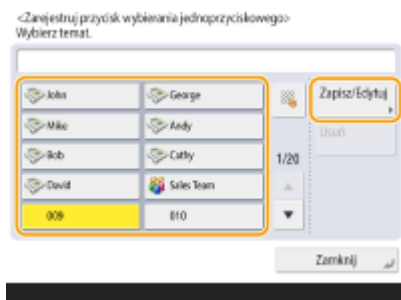 <Zarejestruj przycisk wybierania jednoprzyciskowego>
Wybierz temat.
John
George
Zapisz/Edytuj
Mike
Andy
Usuń
Bob
Cathy
1/20
David
Sales Team
009
010
Zamknij